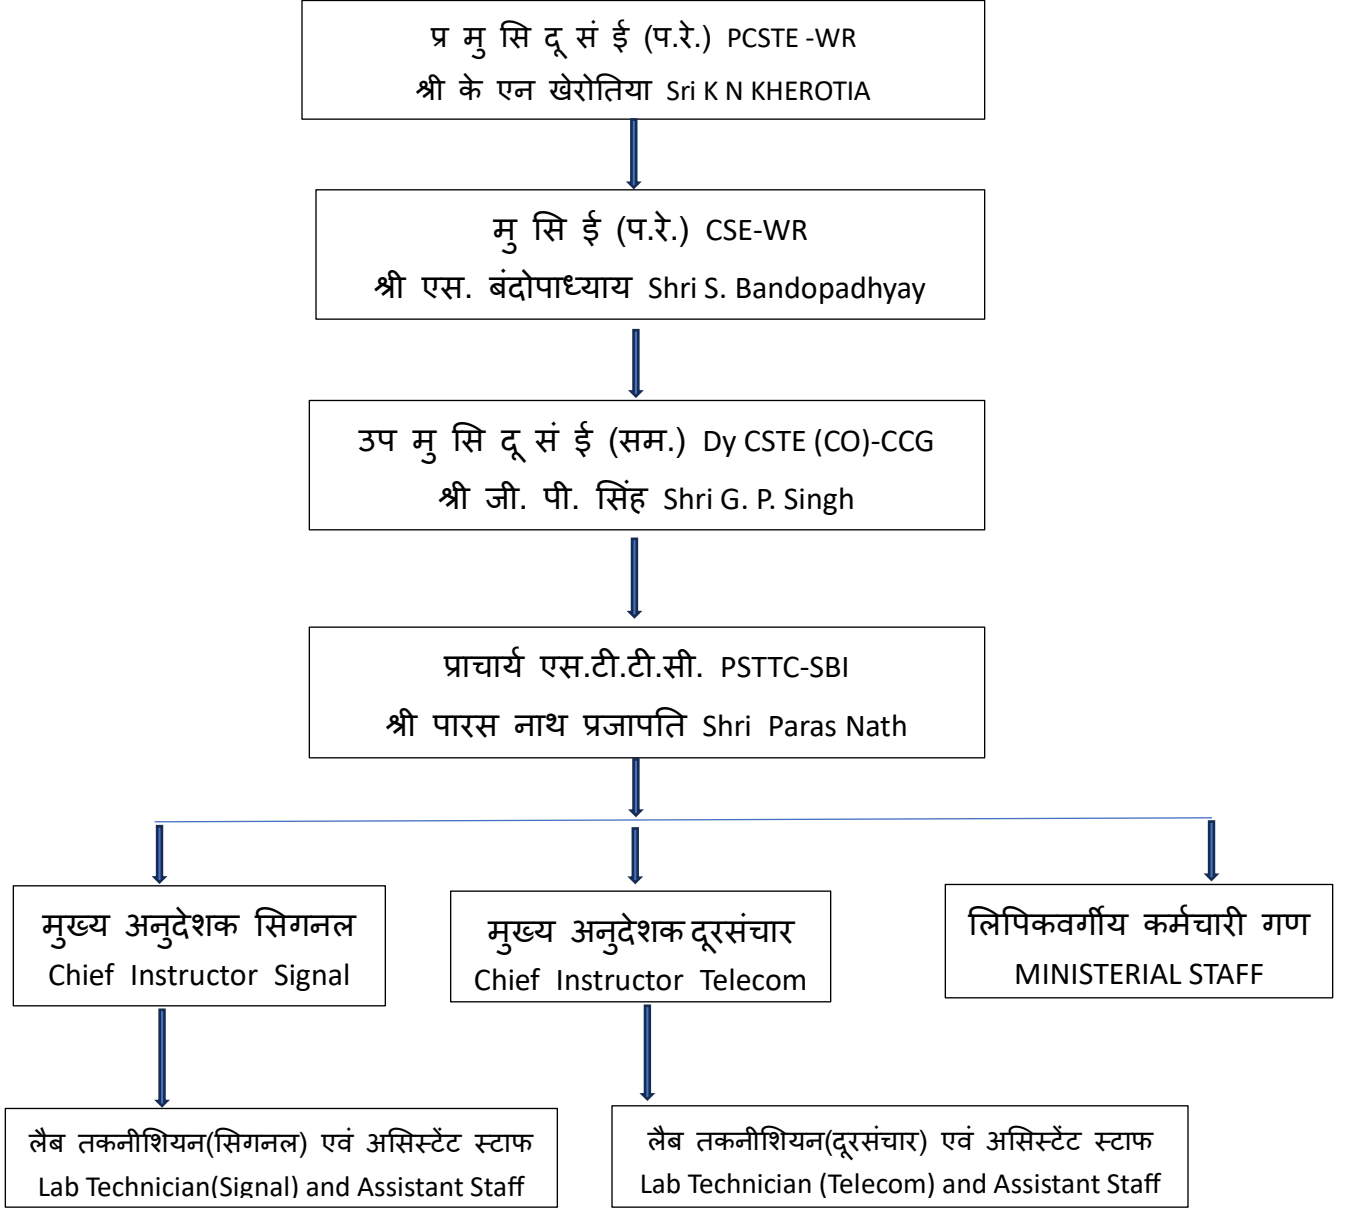 प्र मु सि दू सं ई (प.रे.) PCSTE -WR
श्री के एन खेरोतिया Sri K N KHEROTIA
मु सि ई (प.रे.) CSE-WR
श्री एस. बंदोपाध्याय Shri S. Bandopadhyay
उप मु सि दू सं ई (सम.) Dy CSTE (CO)-CCG
श्री जी. पी. सिंह Shri G. P. Singh
प्राचार्य एस.टी.टी.सी. PSTTC-SBI
श्री पारस नाथ प्रजापति Shri Paras Nath
मुख्य अनुदेशक सिगनल
Chief Instructor Signal
मुख्य अनुदेशक दूरसंचार
Chief Instructor Telecom
लिपिकवर्गीय कर्मचारी गण
MINISTERIAL STAFF
लैब तकनीशियन(सिगनल) एवं असिस्टेंट स्टाफ
Lab Technician(Signal) and Assistant Staff
लैब तकनीशियन(दूरसंचार) एवं असिस्टेंट स्टाफ
Lab Technician (Telecom) and Assistant Staff